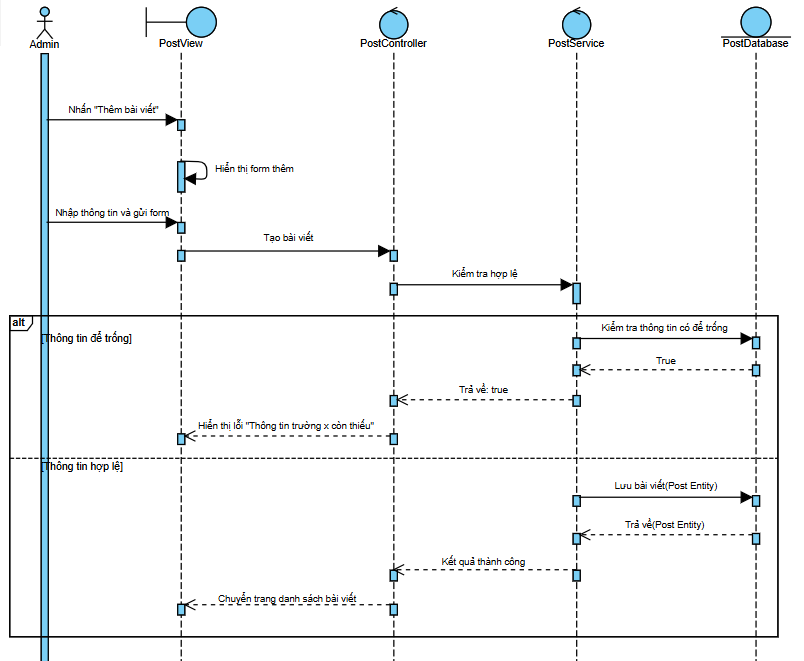 Admin
PostView
PostController
PostService
PostDatabase
Nhấn "Thêm bài viết"
Hiển thị form thêm
Nhập thông tin và gửi form
Tạo bài viết
Kiểm tra hợp lệ
alt
[Thông tin để trống]
Kiểm tra thông tin có để trống
True
Trả về: true
Hiển thị lỗi "Thông tin trường x còn thiếu"
[Thông tin hợp lệ]
Lưu bài viết(Post Entity)
Trả về(Post Entity)
Kết quả thành công
Chuyển trang danh sách bài viết